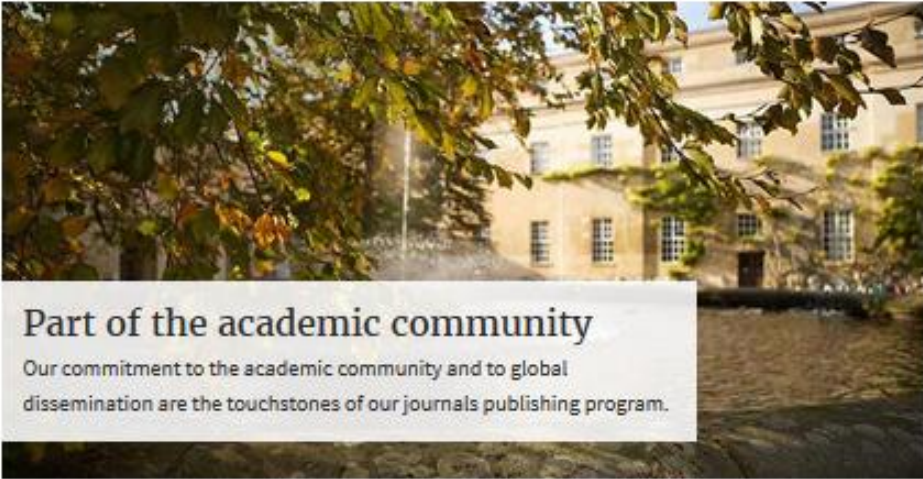 Part of the academic community
Our commitment to the academic community and to global
dissemination are the touchstones of our journals publishing program.